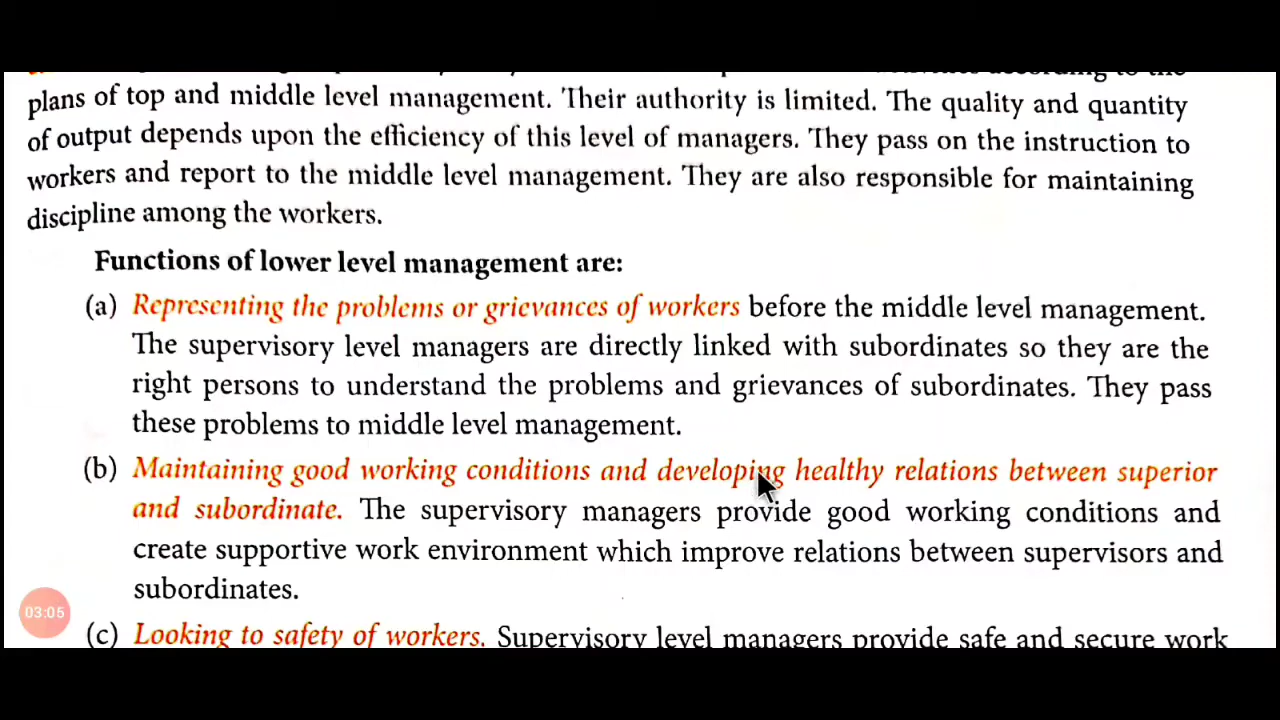 according to the
plans of top and middle level management. Their authority is limited. The quality and quantity
of output depends upon the efficiency of this level of managers. They pass on the instruction to
workers and report to the middle level management. They are also responsible for maintaining
discipline among the workers.
Functions of lower level management are:
(a) Representing the problems or grievances of workers before the middle level management.
The supervisory level managers are directly linked with subordinates so they are the
right persons to understand the problems and grievances of subordinates. They pass
these problems to middle level management.
(b) Maintaining good working conditions and developing healthy relations between superior
and subordinate. The supervisory managers provide good working conditions and
create supportive work environment which improve relations between supervisors and
subordinates.
03:05
(c) Looking to safety of workers. Supervisory level managers provide safe and secure work